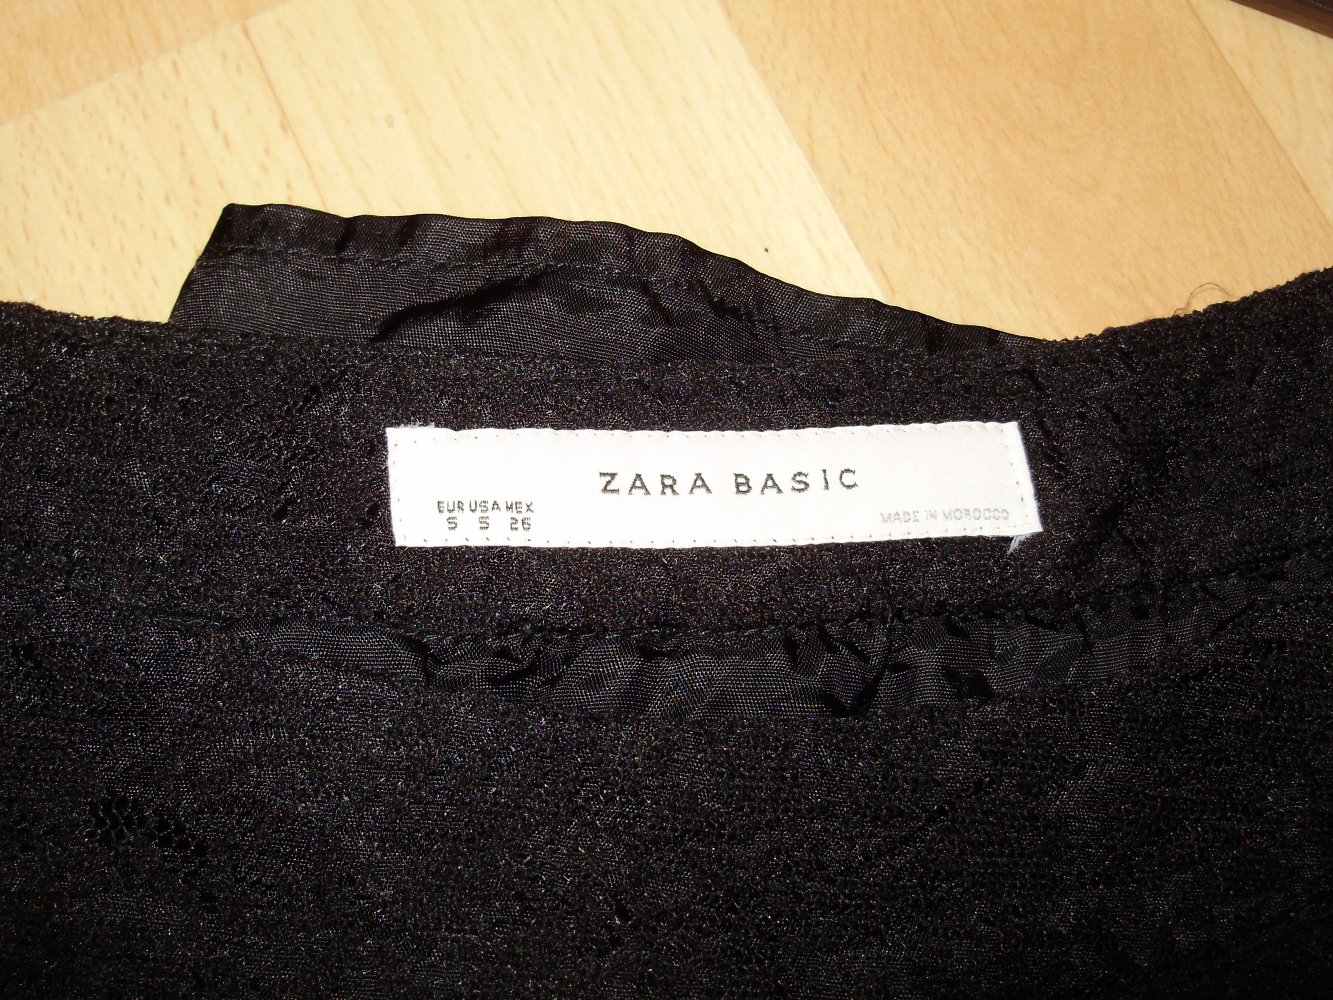 ZARA BASIC
EUR USA MEX
S S 26
MADE IN MOROCCO